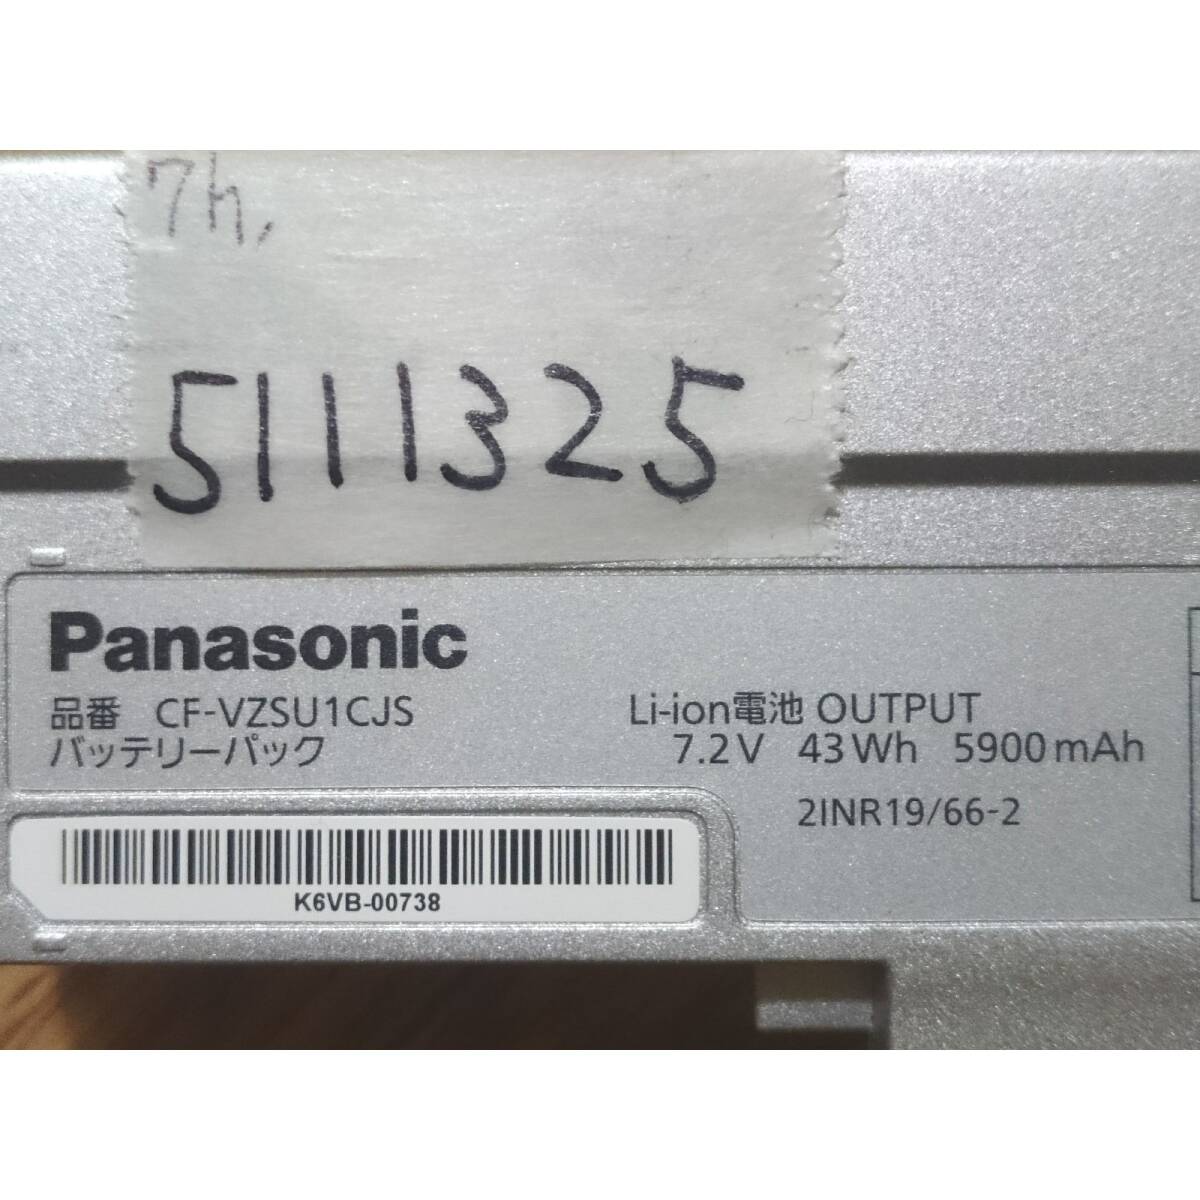 7h,
5111325
Panasonic
品番 CF-VZSU1CJS
バッテリーパック
Li-ion電池 OUTPUT
7.2V 43Wh 5900mAh
2INR19/66-2
K6VB-00738